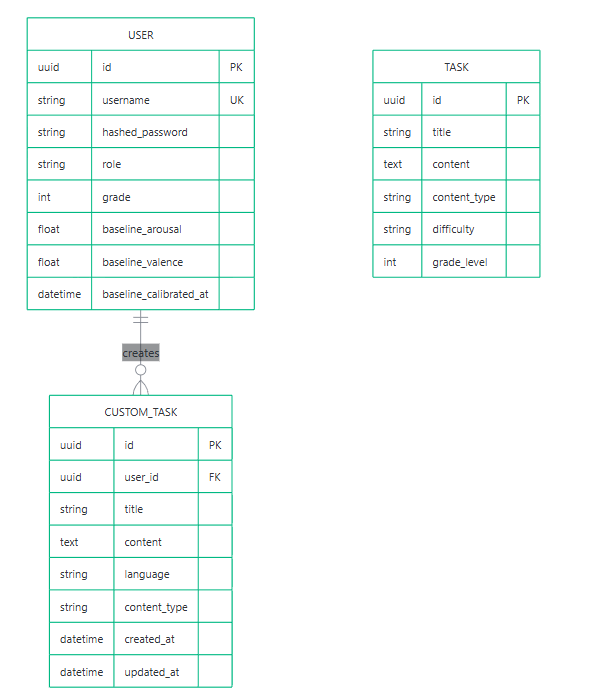 USER
uuid id PK
string username UK
string hashed_password
string role
int grade
float baseline_arousal
float baseline_valence
datetime baseline_calibrated_at
TASK
uuid id PK
string title
text content
string content_type
string difficulty
int grade_level
creates
CUSTOM_TASK
uuid id PK
uuid user_id FK
string title
text content
string language
string content_type
datetime created_at
datetime updated_at